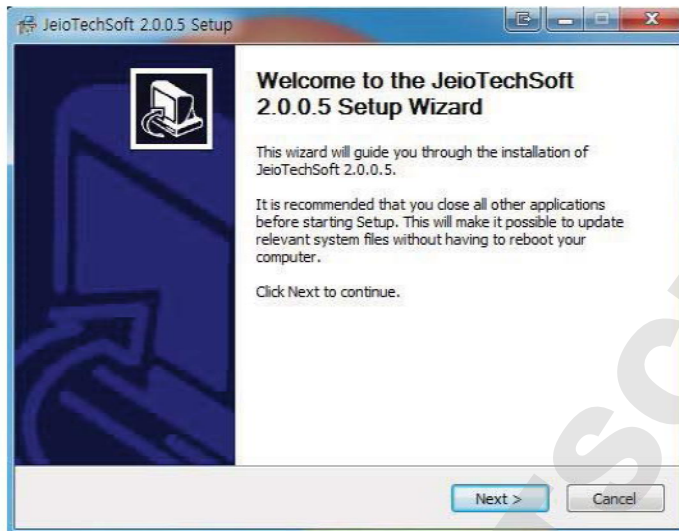 JeioTechSoft 2.0.0.5 Setup
Welcome to the JeioTechSoft
2.0.0.5 Setup Wizard
This wizard will guide you through the installation of
JeioTechSoft 2.0.0.5.
It is recommended that you close all other applications
before starting Setup. This will make it possible to update
relevant system files without having to reboot your
computer.
Click Next to continue.
Next >
Cancel